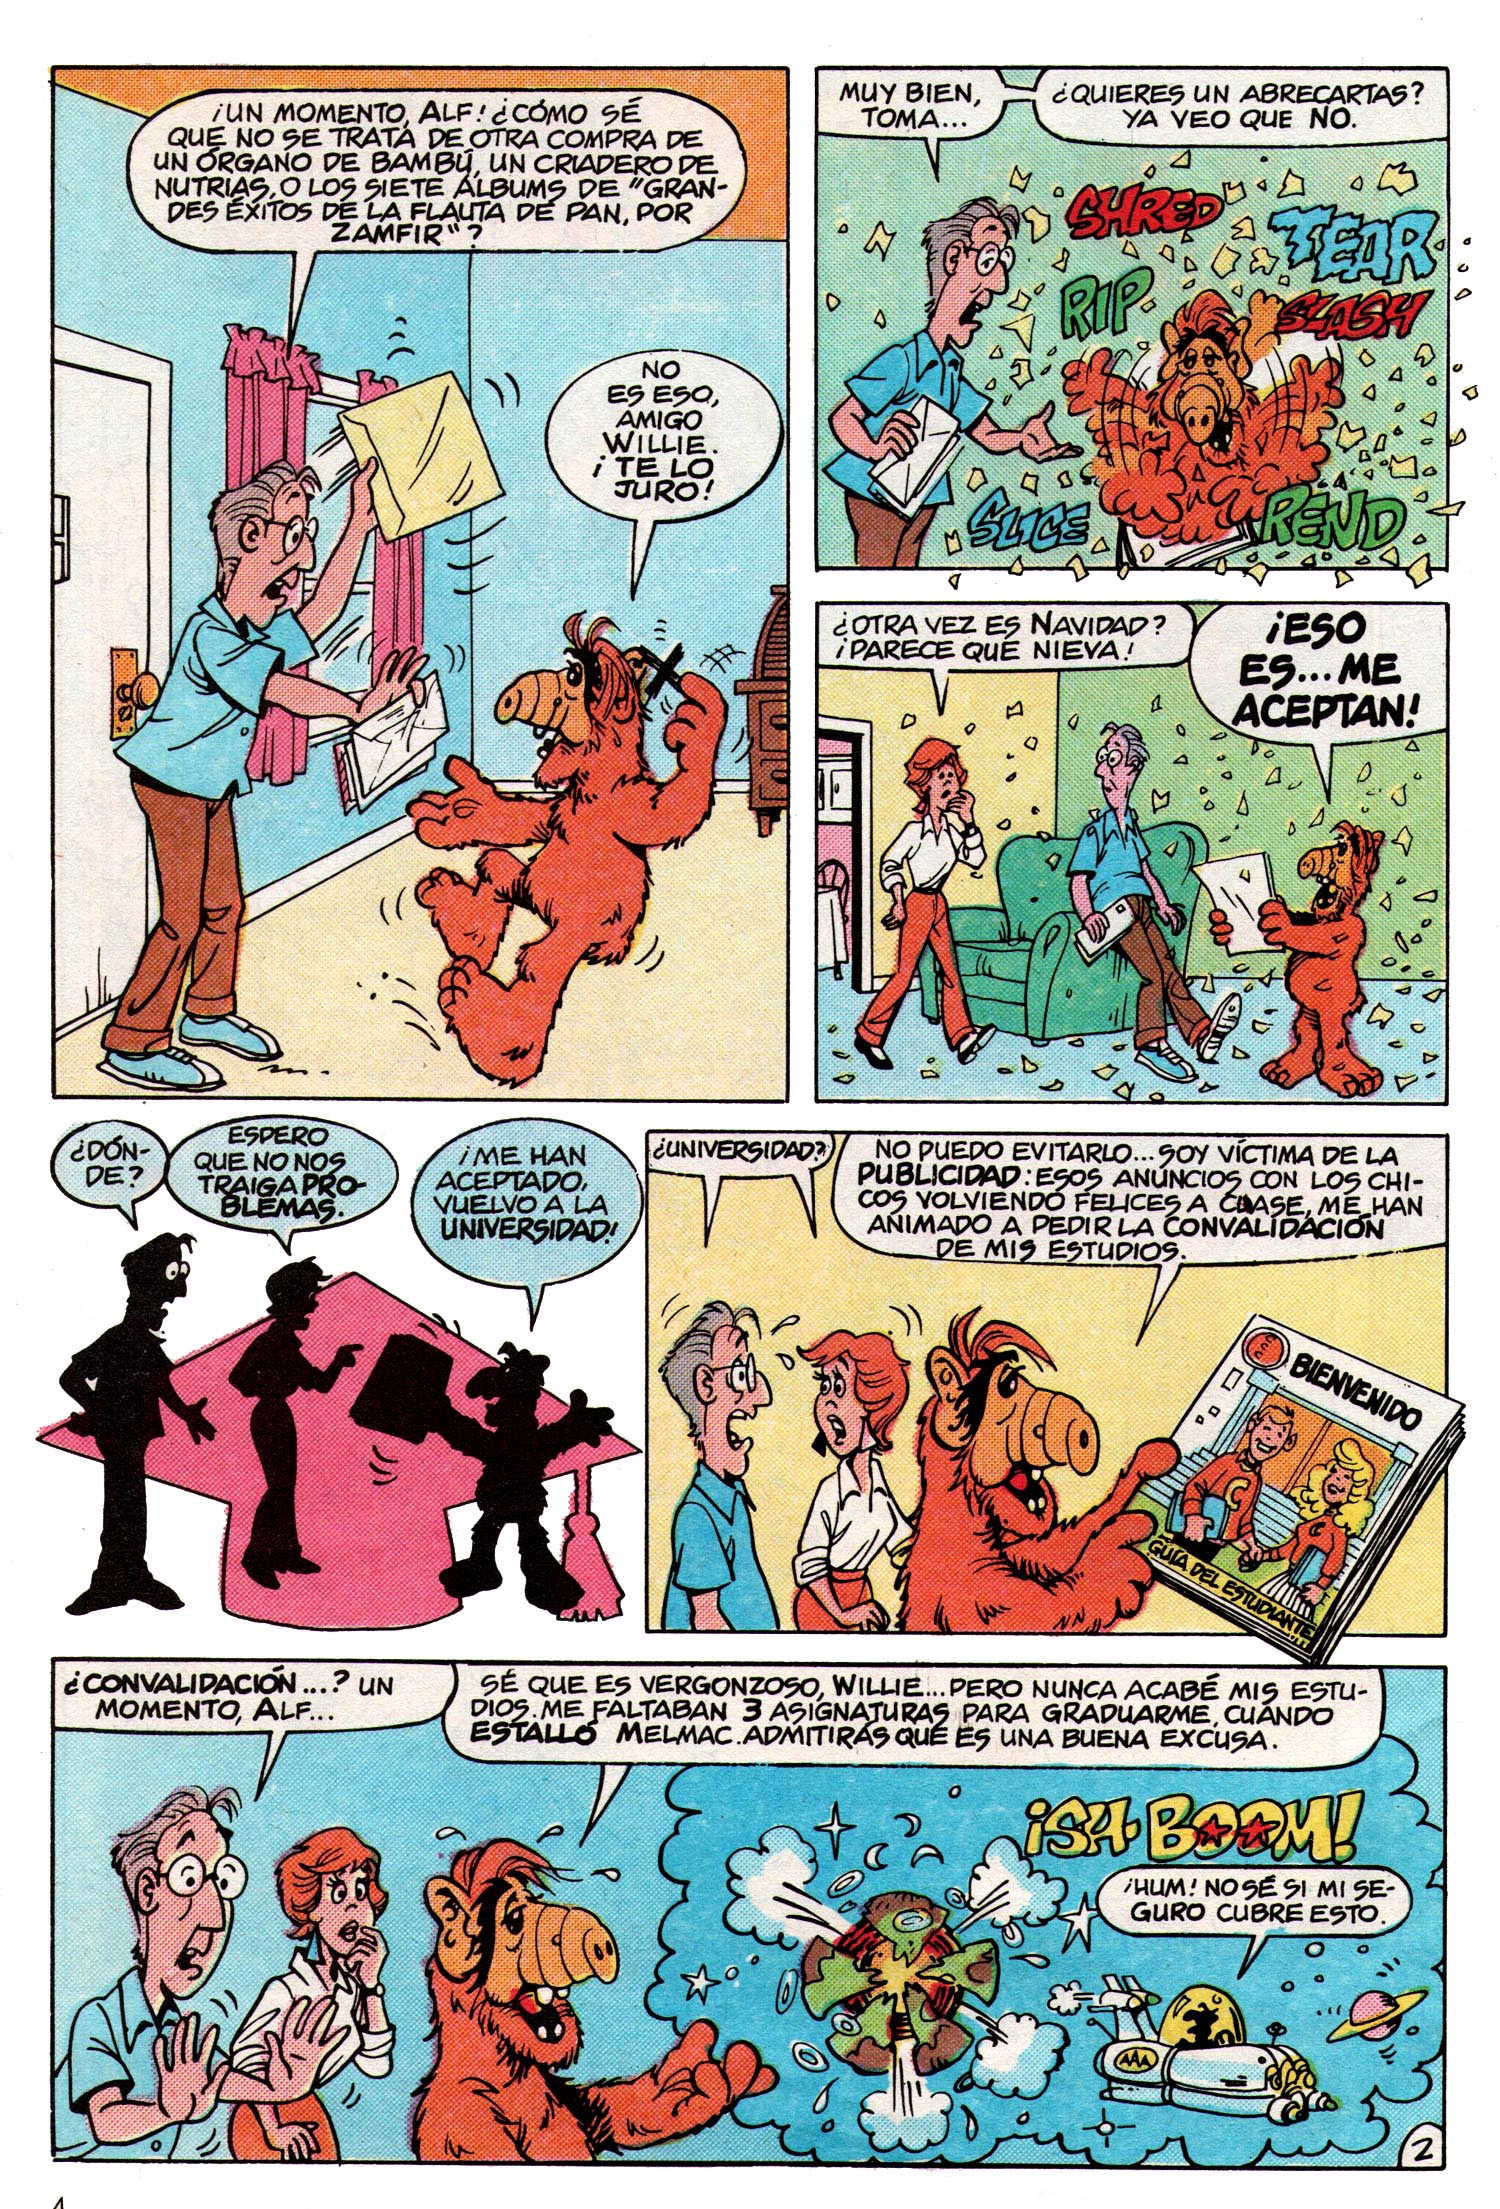 ¡UN MOMENTO, ALF! ¿CÓMO SÉ
QUE NO SE TRATA DE OTRA COMPRA DE
UN ÓRGANO DE BAMBÚ, UN CRIADERO DE
NUTRIAS, O LOS SIETE ÁLBUMS DE "GRAN-
DES ÉXITOS DE LA FLAUTA DE PAN, POR
ZAMFIR"?
NO
ES ESO,
AMIGO
WILLIE.
¡TE LO
JURO!
MUY BIEN,
TOMA...
¿QUIERES UN ABRECARTAS?
YA VEO QUE NO.
SHRED
TEAR
RIP
SLASH
SLICE
REND
¿OTRA VEZ ES NAVIDAD?
¡PARECE QUE NIEVA!
¡ESO
ES...ME
ACEPTAN!
¿DÓN-
DE?
ESPERO
QUE NO NOS
TRAIGA PRO-
BLEMAS.
¡ME HAN
ACEPTADO,
VUELVO A LA
UNIVERSIDAD!
¿UNIVERSIDAD?
NO PUEDO EVITARLO...SOY VÍCTIMA DE LA
PUBLICIDAD: ESOS ANUNCIOS CON LOS CHI-
COS VOLVIENDO FELICES A CLASE, ME HAN
ANIMADO A PEDIR LA CONVALIDACIÓN
DE MIS ESTUDIOS.
BIENVENIDO
C
C
GUÍA DEL ESTUDIANTE...
¿CONVALIDACIÓN...? UN
MOMENTO, ALF...
SÉ QUE ES VERGONZOSO, WILLIE...PERO NUNCA ACABÉ MIS ESTU-
DIOS. ME FALTABAN 3 ASIGNATURAS PARA GRADUARME, CUANDO
ESTALLÓ MELMAC. ADMITIRÁS QUE ES UNA BUENA EXCUSA.
¡SH-BOOM!
¡HUM! NO SÉ SI MI SE-
GURO CUBRE ESTO.
AAA
2
4